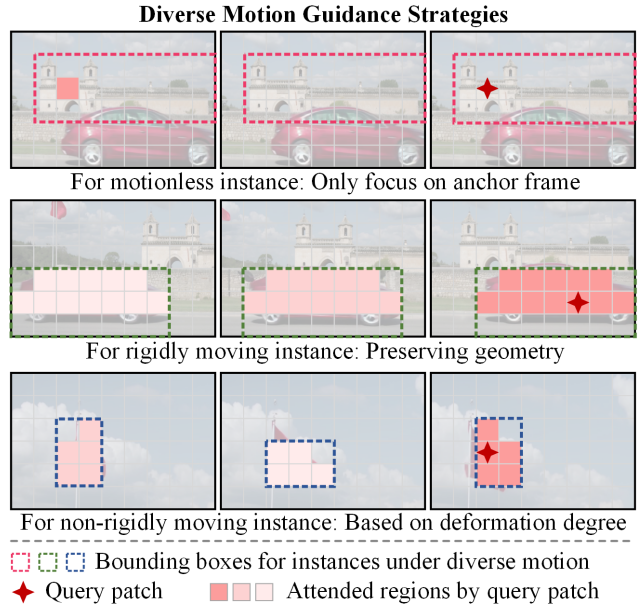 Diverse Motion Guidance Strategies
For motionless instance: Only focus on anchor frame
For rigidly moving instance: Preserving geometry
For non-rigidly moving instance: Based on deformation degree
Bounding boxes for instances under diverse motion
Query patch
Attended regions by query patch